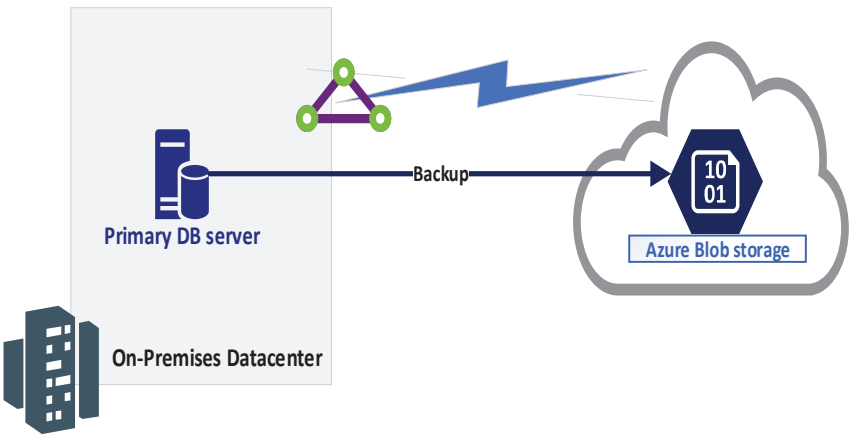 Backup
10
01
Primary DB server
Azure Blob storage
On-Premises Datacenter